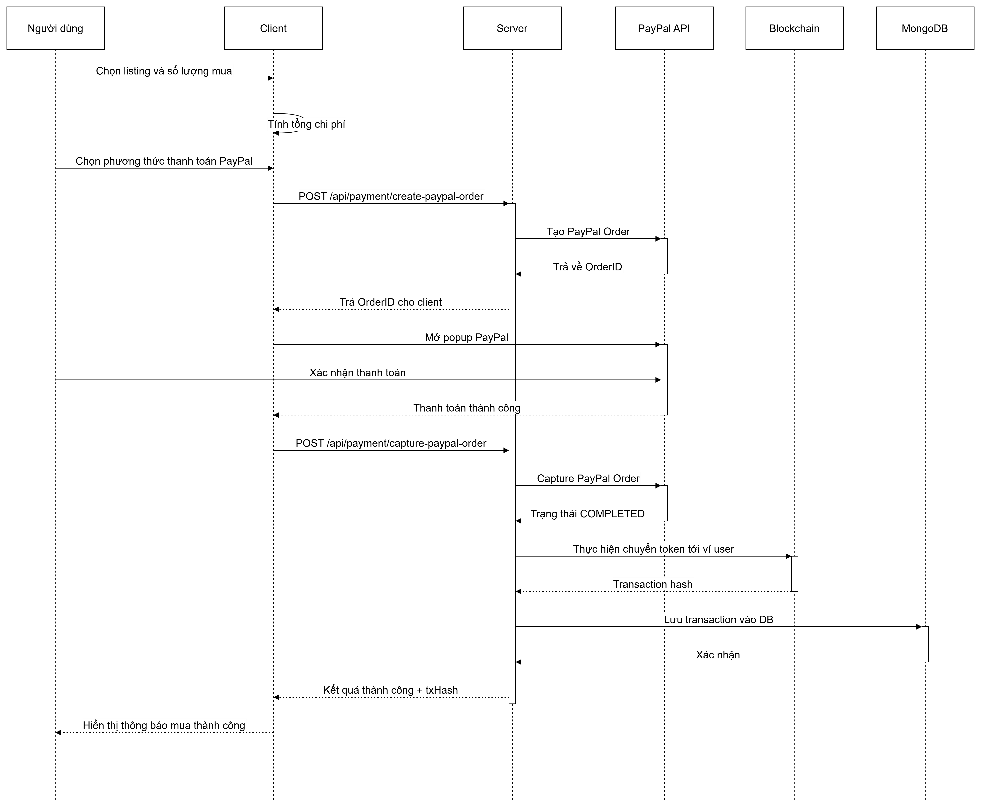 Người dùng
Client
Server
PayPal API
Blockchain
MongoDB
Chọn listing và số lượng mua
Tính tổng chi phí
Chọn phương thức thanh toán PayPal
POST /api/payment/create-paypal-order
Tạo PayPal Order
Trả về OrderID
Trả OrderID cho client
Mở popup PayPal
Xác nhận thanh toán
Thanh toán thành công
POST /api/payment/capture-paypal-order
Capture PayPal Order
Trạng thái COMPLETED
Thực hiện chuyển token tới ví user
Transaction hash
Lưu transaction vào DB
Xác nhận
Kết quả thành công + txHash
Hiển thị thông báo mua thành công